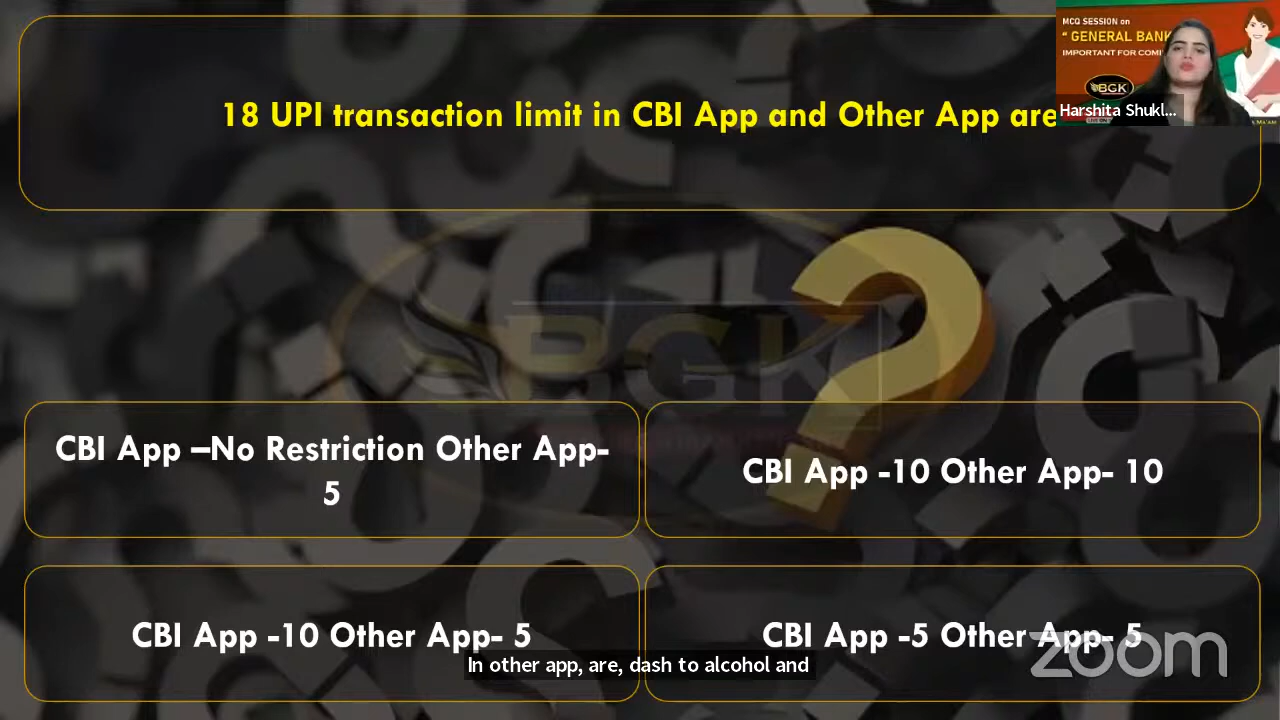 MCQ SESSION on
" GENERAL BANK
IMPORTANT FOR COMI
BGK
Harshita Shukl...
18 UPI transaction limit in CBI App and Other App are
BGK
CBI App –No Restriction Other App-
5
CBI App -10 Other App- 10
CBI App -10 Other App- 5
CBI App -5 Other App- 5
In other app, are, dash to alcohol and
zoom